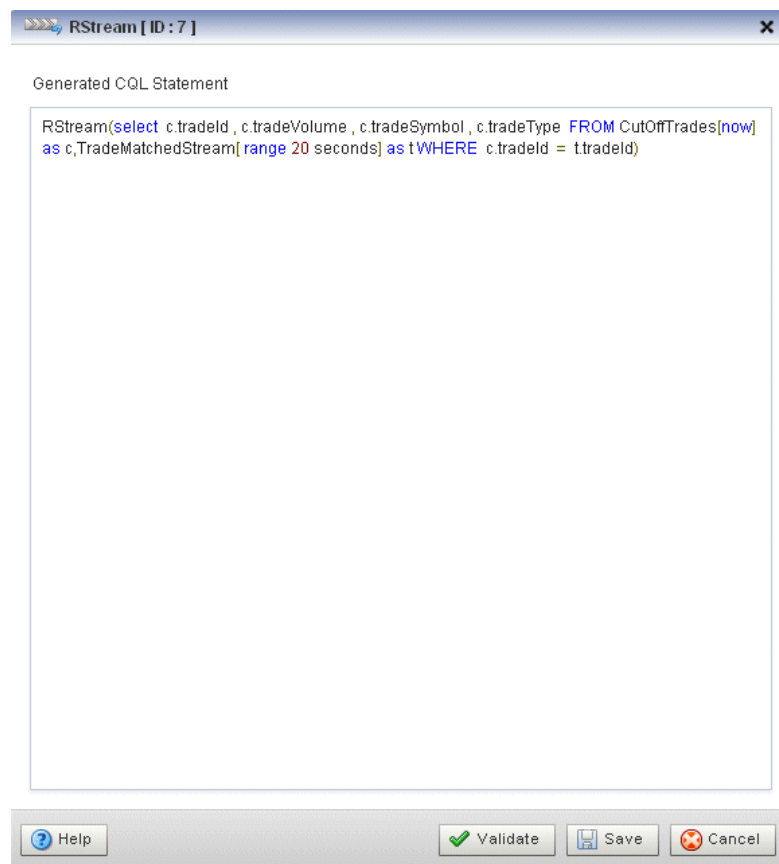 RStream [ ID : 7 ]
Generated CQL Statement
RStream(select c.tradeId , c.tradeVolume , c.tradeSymbol , c.tradeType FROM CutOffTrades[now]
as c,TradeMatchedStream[ range 20 seconds] as t WHERE c.tradeId = t.tradeId)
Help
Validate
Save
Cancel